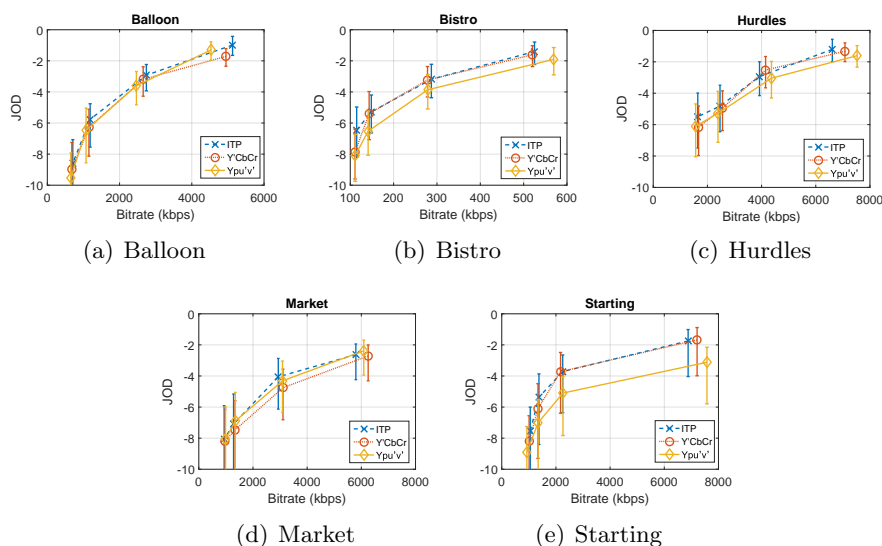 Balloon
0
-2
-4
-6
-8
-10
JOD
0 2000 4000 6000
Bitrate (kbps)
ITP
Y'CbCr
Ypu'v'
(a) Balloon
Bistro
0
-2
-4
-6
-8
-10
JOD
100 200 300 400 500 600
Bitrate (kbps)
ITP
Y'CbCr
Ypu'v'
(b) Bistro
Hurdles
0
-2
-4
-6
-8
-10
JOD
0 2000 4000 6000 8000
Bitrate (kbps)
ITP
Y'CbCr
Ypu'v'
(c) Hurdles
Market
0
-2
-4
-6
-8
-10
JOD
0 2000 4000 6000 8000
Bitrate (kbps)
ITP
Y'CbCr
Ypu'v'
(d) Market
Starting
0
-2
-4
-6
-8
-10
JOD
0 2000 4000 6000 8000
Bitrate (kbps)
ITP
Y'CbCr
Ypu'v'
(e) Starting